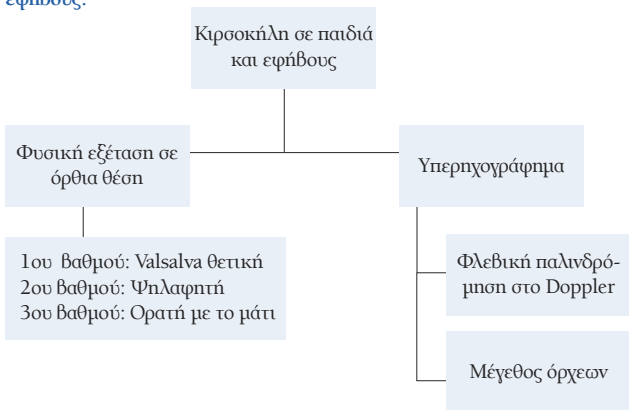 εφήβους.
Κιρσοκήλη σε παιδιά
και εφήβους
Φυσική εξέταση σε
όρθια θέση
Υπερηχογράφημα
1ου βαθμού: Valsalva θετική
2ου βαθμού: Ψηλαφητή
3ου βαθμού: Ορατή με το μάτι
Φλεβική παλινδρό-
μηση στο Doppler
Μέγεθος όρχεων